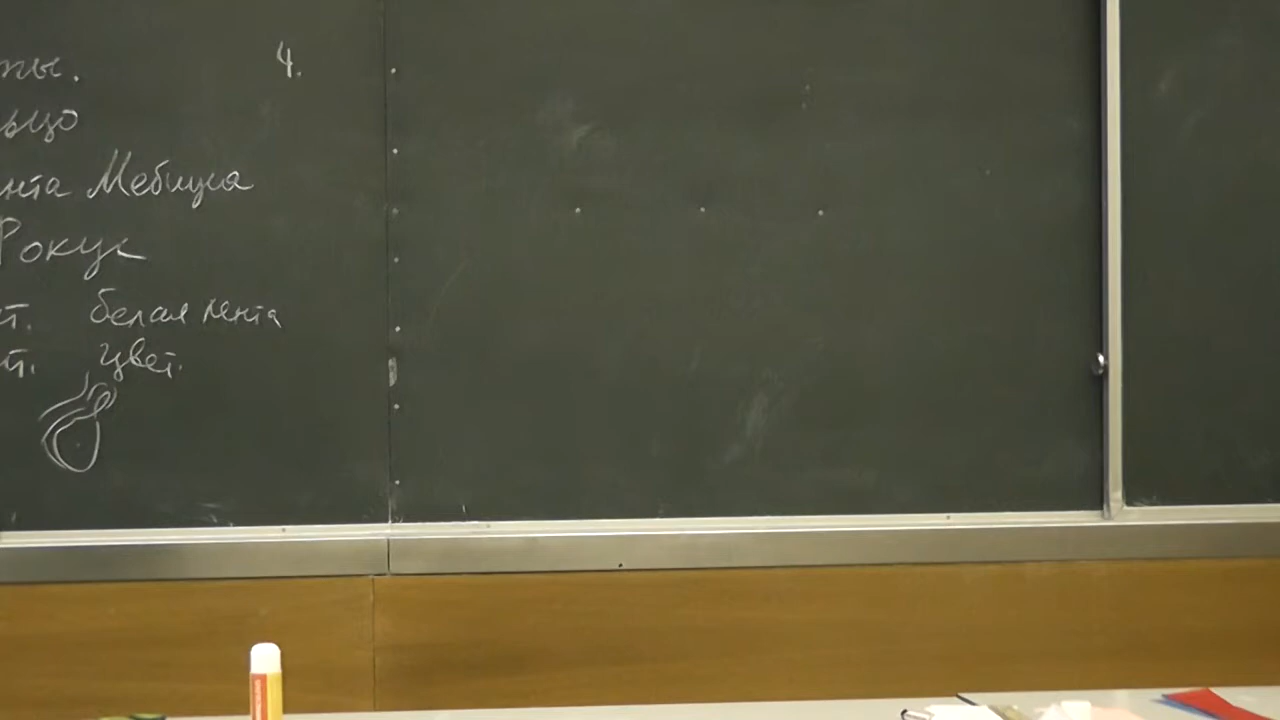 ты. 4.
ьцо
нта Мебиуса
Фокус
т. белая лента
т. цвет.